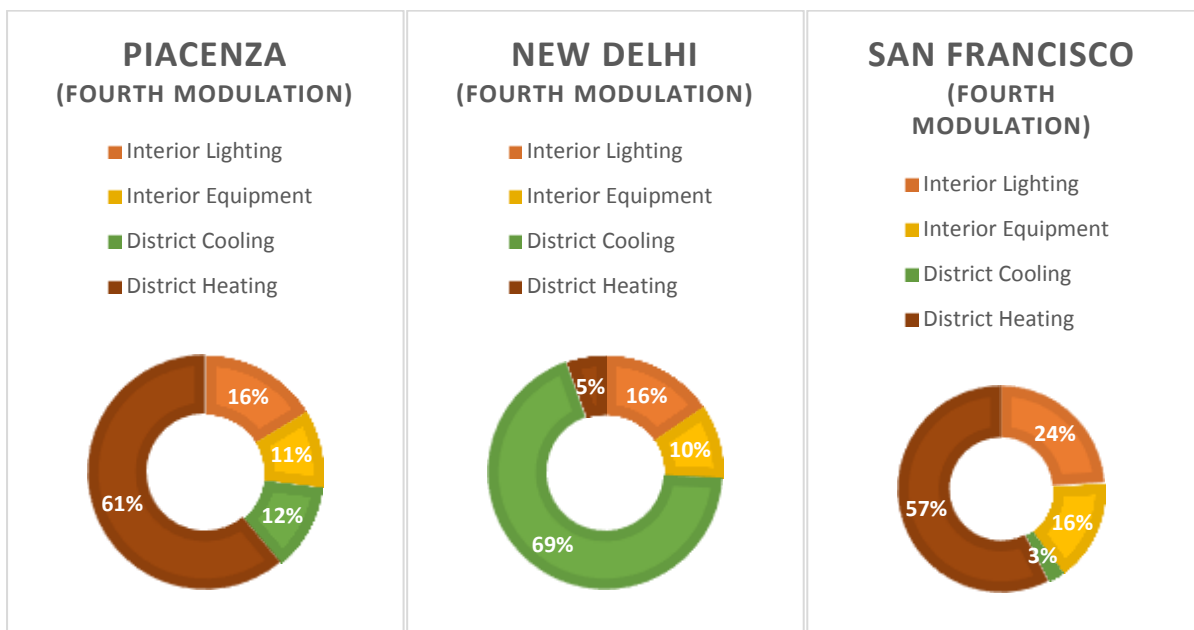 PIACENZA
(FOURTH MODULATION)
Interior Lighting
Interior Equipment
District Cooling
District Heating
16%
11%
12%
61%
NEW DELHI
(FOURTH MODULATION)
Interior Lighting
Interior Equipment
District Cooling
District Heating
5%
16%
10%
69%
SAN FRANCISCO
(FOURTH
MODULATION)
Interior Lighting
Interior Equipment
District Cooling
District Heating
24%
16%
3%
57%